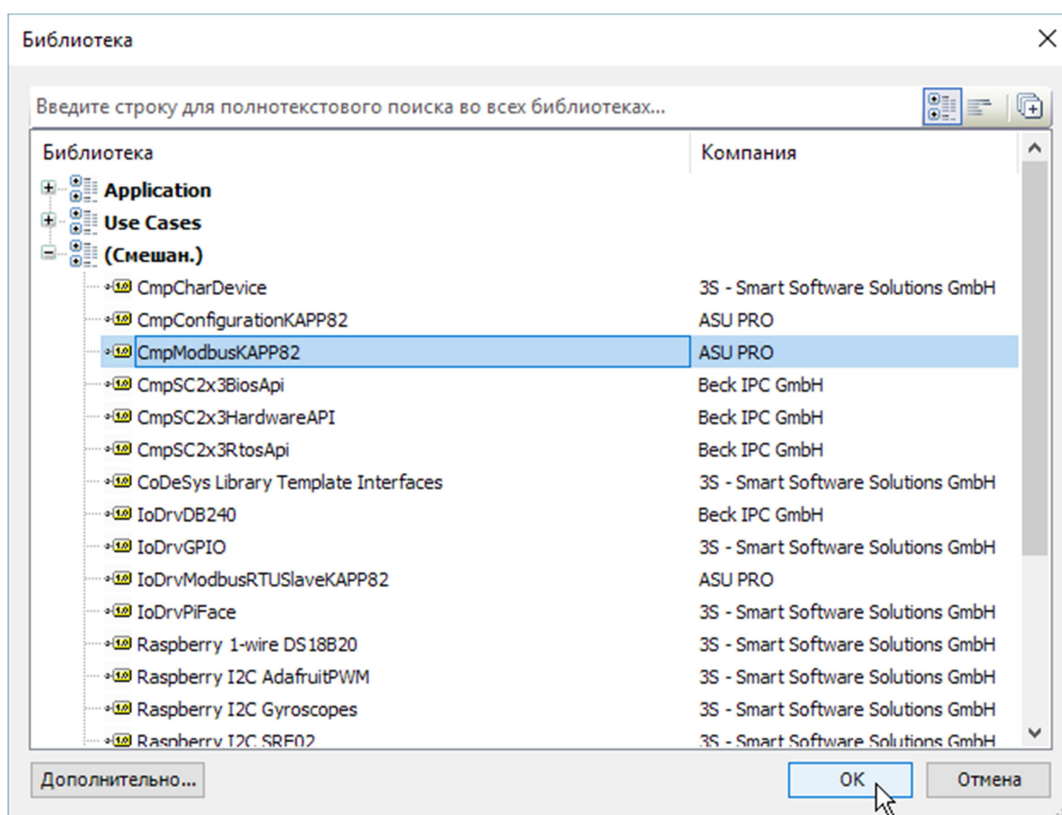 Библиотека
Введите строку для полнотекстового поиска во всех библиотеках...
Библиотека Компания
Application
Use Cases
(Смешан.)
CmpCharDevice 3S - Smart Software Solutions GmbH
CmpConfigurationKAPP82 ASU PRO
CmpModbusKAPP82 ASU PRO
CmpSC2x3BiosApi Beck IPC GmbH
CmpSC2x3HardwareAPI Beck IPC GmbH
CmpSC2x3RtosApi Beck IPC GmbH
CoDeSys Library Template Interfaces 3S - Smart Software Solutions GmbH
IoDrvDB240 Beck IPC GmbH
IoDrvGPIO 3S - Smart Software Solutions GmbH
IoDrvModbusRTUSlaveKAPP82 ASU PRO
IoDrvPiFace 3S - Smart Software Solutions GmbH
Raspberry 1-wire DS18B20 3S - Smart Software Solutions GmbH
Raspberry I2C AdafruitPWM 3S - Smart Software Solutions GmbH
Raspberry I2C Gyroscopes 3S - Smart Software Solutions GmbH
Raspberry I2C SRF02 3S - Smart Software Solutions GmbH
Дополнительно... OK Отмена